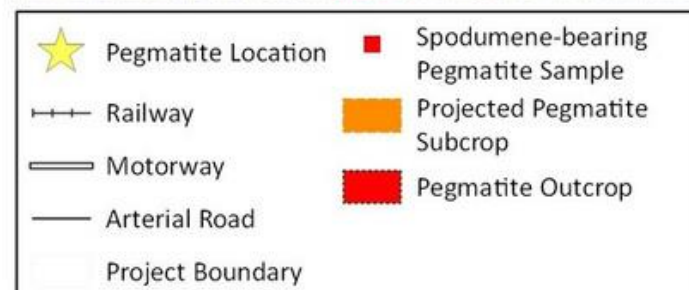 Pegmatite Location
Railway
Motorway
Arterial Road
Project Boundary
Spodumene-bearing
Pegmatite Sample
Projected Pegmatite
Subcrop
Pegmatite Outcrop